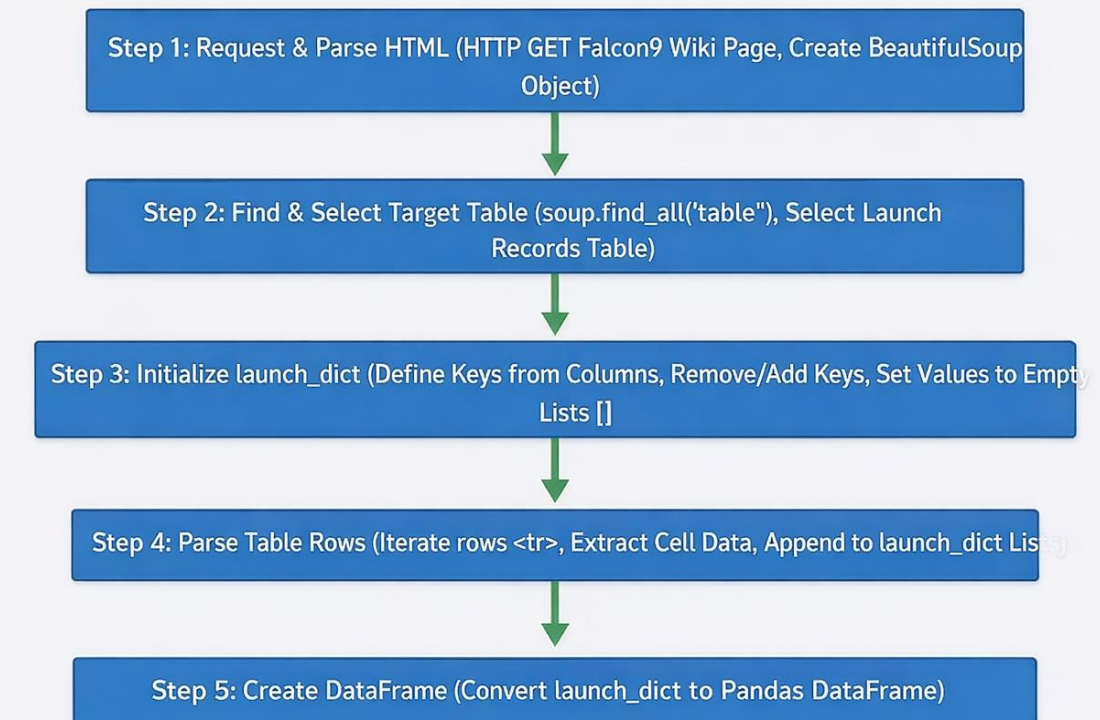 Step 1: Request & Parse HTML (HTTP GET Falcon9 Wiki Page, Create BeautifulSoup
Object)
Step 2: Find & Select Target Table (soup.find_all('table"), Select Launch
Records Table)
Step 3: Initialize launch_dict (Define Keys from Columns, Remove/Add Keys, Set Values to Empty
Lists []
Step 4: Parse Table Rows (Iterate rows <tr>, Extract Cell Data, Append to launch_dict Lists)
Step 5: Create DataFrame (Convert launch_dict to Pandas DataFrame)